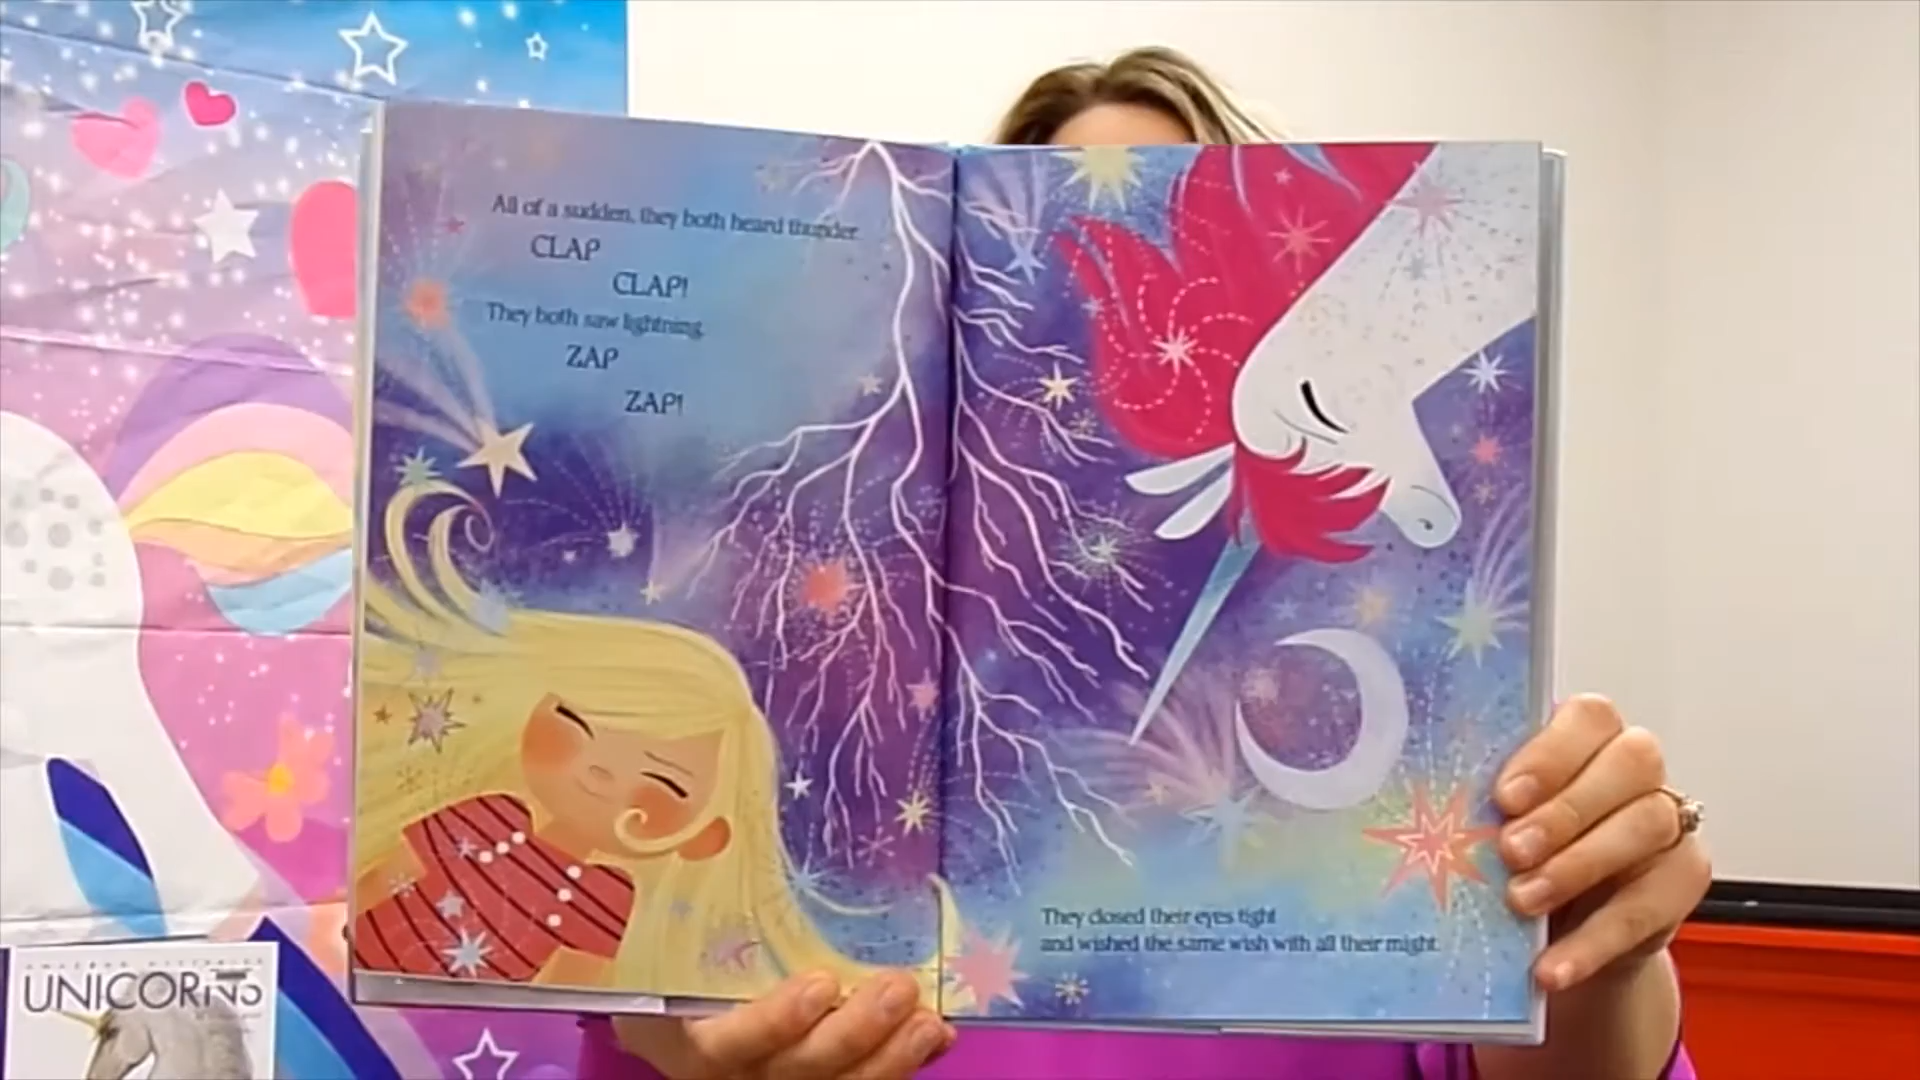 All of a sudden, they both heard thunder.
CLAP
CLAP!
They both saw lightning,
ZAP
ZAP!
They closed their eyes tight
and wished the same wish with all their might.
UNICORNS